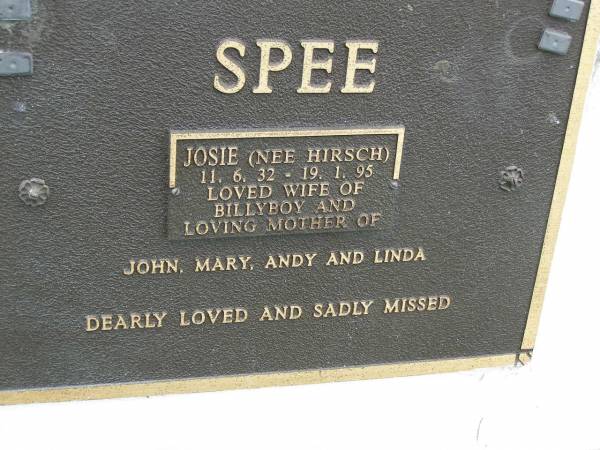 SPEE
JOSIE (NEE HIRSCH)
11. 6. 32 - 19. 1. 95
LOVED WIFE OF
BILLYBOY AND
LOVING MOTHER OF
JOHN, MARY, ANDY AND LINDA
DEARLY LOVED AND SADLY MISSED